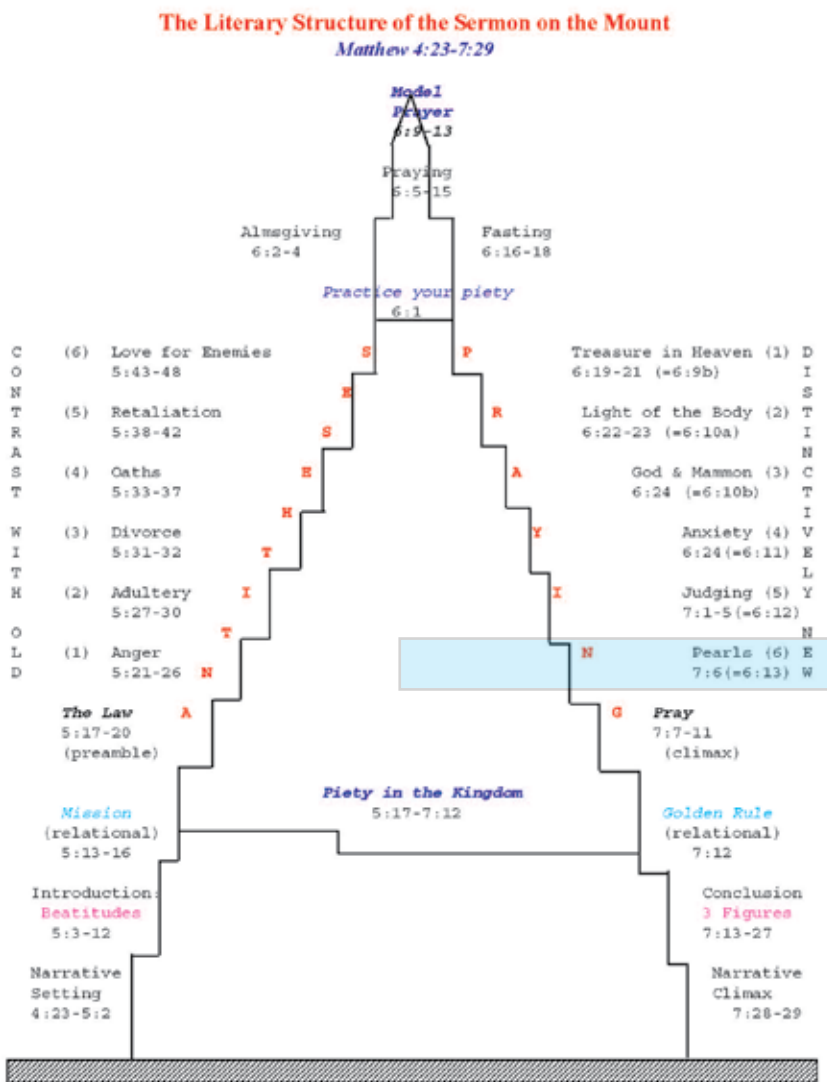 The Literary Structure of the Sermon on the Mount
Matthew 4:23-7:29
Model
Prayer
6:9-13
Praying
6:5-15
Almsgiving
6:2-4
Fasting
6:16-18
Practice your piety
6:1
CONTRAST WITH OLD
(6) Love for Enemies
5:43-48
(5) Retaliation
5:38-42
(4) Oaths
5:33-37
(3) Divorce
5:31-32
(2) Adultery
5:27-30
(1) Anger
5:21-26
ANTITHESES
The Law
5:17-20
(preamble)
PRAYING
Treasure in Heaven (1)
6:19-21 (=6:9b)
Light of the Body (2)
6:22-23 (=6:10a)
God & Mammon (3)
6:24 (=6:10b)
Anxiety (4)
6:24(=6:11)
Judging (5)
7:1-5(=6:12)
Pearls (6)
7:6(=6:13)
DISTINCTIVELY NEW
Pray
7:7-11
(climax)
Piety in the Kingdom
5:17-7:12
Mission
(relational)
5:13-16
Golden Rule
(relational)
7:12
Introduction:
Beatitudes
5:3-12
Conclusion
3 Figures
7:13-27
Narrative
Setting
4:23-5:2
Narrative
Climax
7:28-29